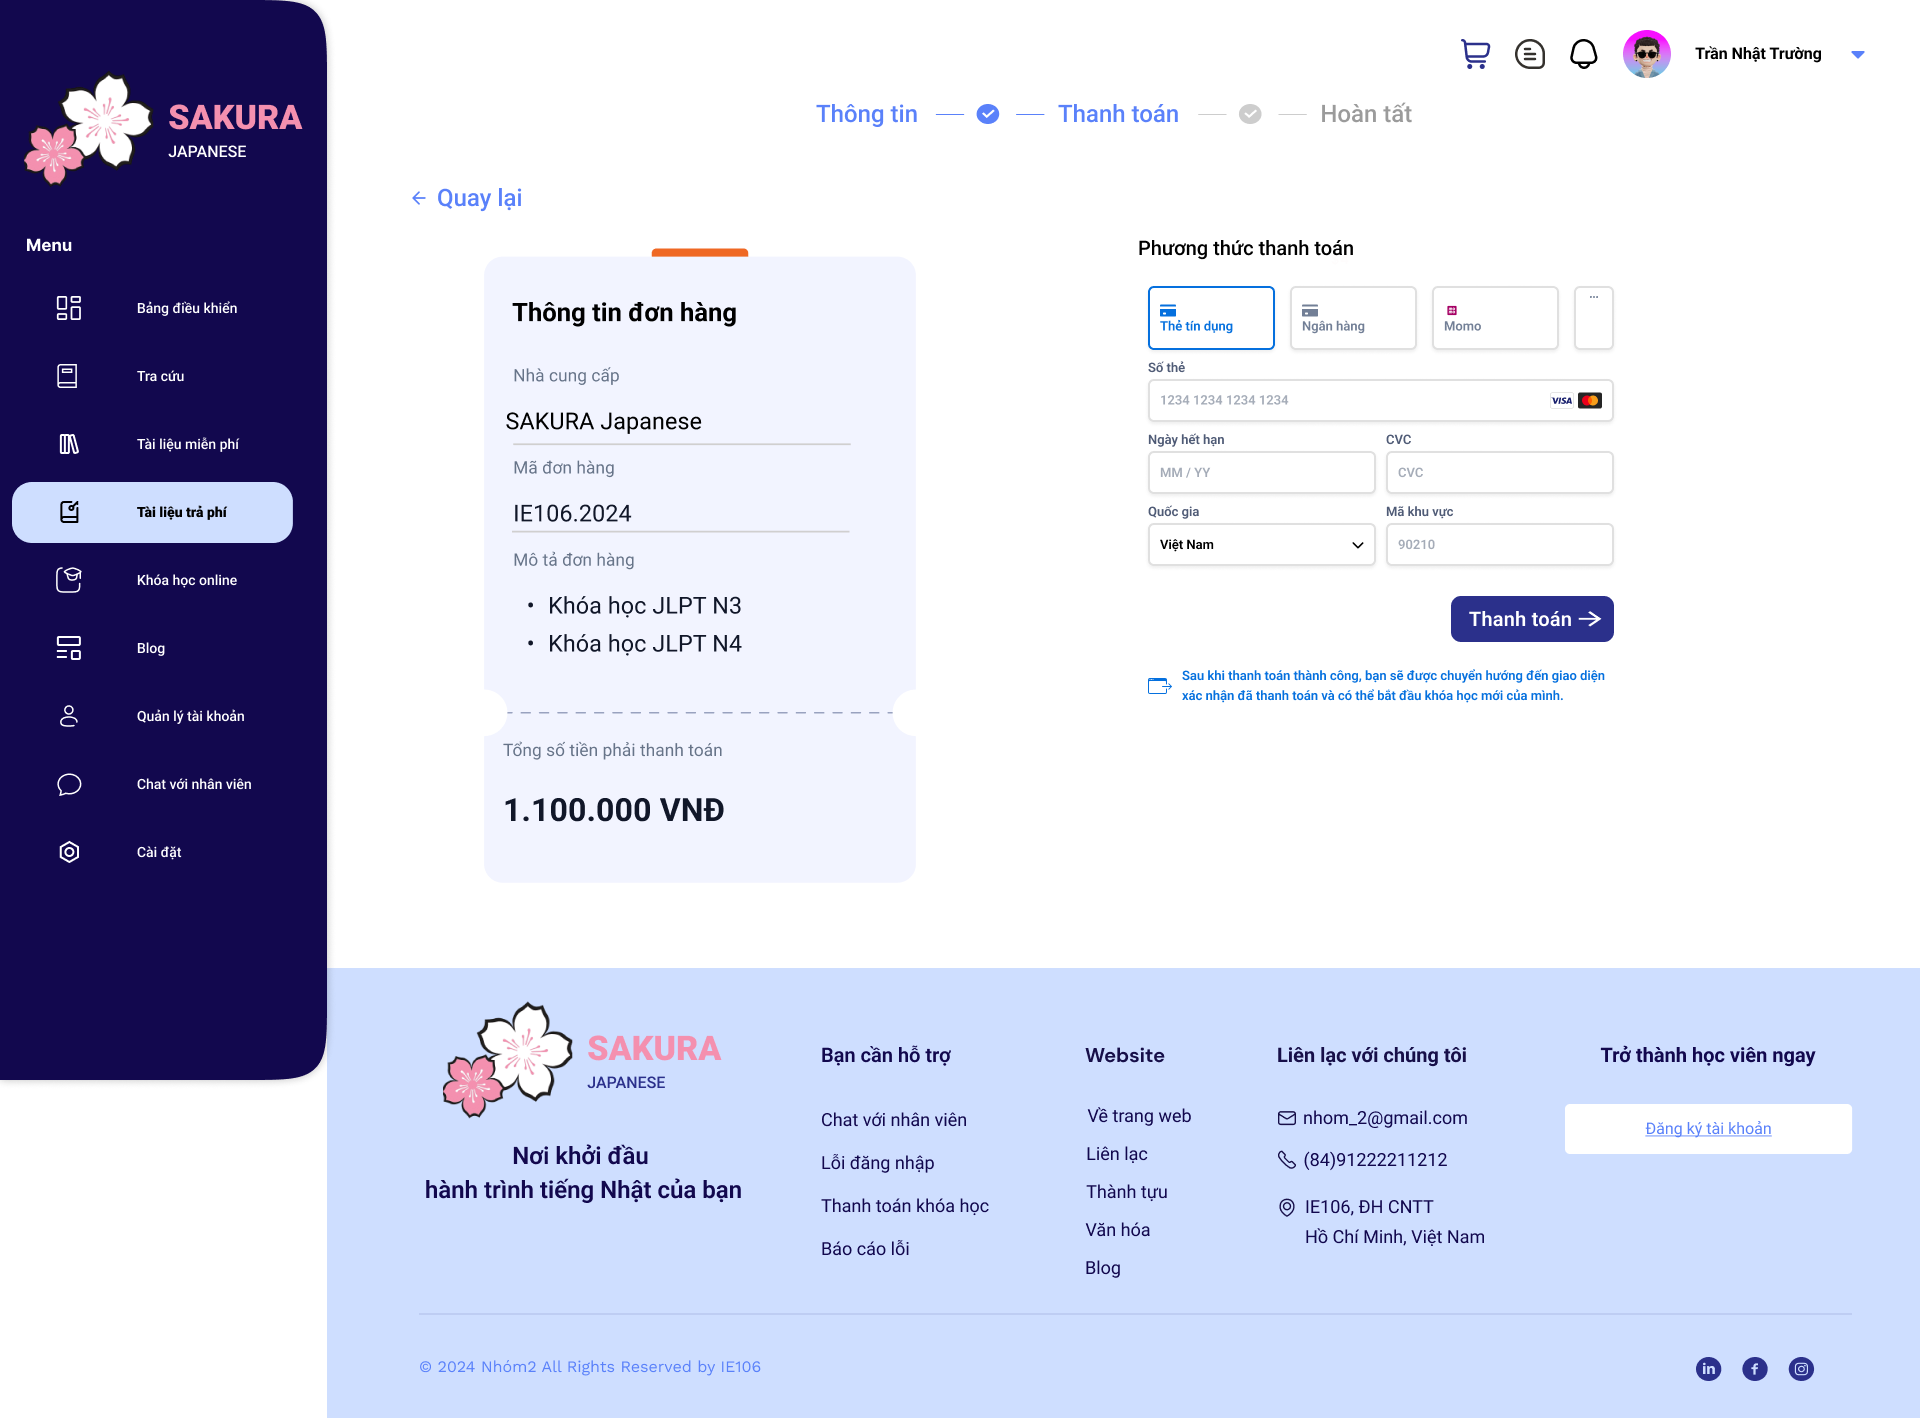 SAKURA
JAPANESE
Menu
Bảng điều khiển
Tra cứu
Tài liệu miễn phí
Tài liệu trả phí
Khóa học online
Blog
Quản lý tài khoản
Chat với nhân viên
Cài đặt
Trần Nhật Trường
Thông tin
Thanh toán
Hoàn tất
Quay lại
Thông tin đơn hàng
Nhà cung cấp
SAKURA Japanese
Mã đơn hàng
IE106.2024
Mô tả đơn hàng
• Khóa học JLPT N3
• Khóa học JLPT N4
Tổng số tiền phải thanh toán
1.100.000 VNĐ
Phương thức thanh toán
Thẻ tín dụng
Ngân hàng
Momo
...
Số thẻ
1234 1234 1234 1234
VISA
Ngày hết hạn
CVC
MM / YY
CVC
Quốc gia
Mã khu vực
Việt Nam
90210
Thanh toán
Sau khi thanh toán thành công, bạn sẽ được chuyển hướng đến giao diện
xác nhận đã thanh toán và có thể bắt đầu khóa học mới của mình.
SAKURA
JAPANESE
Nơi khởi đầu
hành trình tiếng Nhật của bạn
Bạn cần hỗ trợ
Chat với nhân viên
Lỗi đăng nhập
Thanh toán khóa học
Báo cáo lỗi
Website
Về trang web
Liên lạc
Thành tựu
Văn hóa
Blog
Liên lạc với chúng tôi
nhom_2@gmail.com
(84)91222211212
IE106, ĐH CNTT
Hồ Chí Minh, Việt Nam
Trở thành học viên ngay
Đăng ký tài khoản
© 2024 Nhóm2 All Rights Reserved by IE106